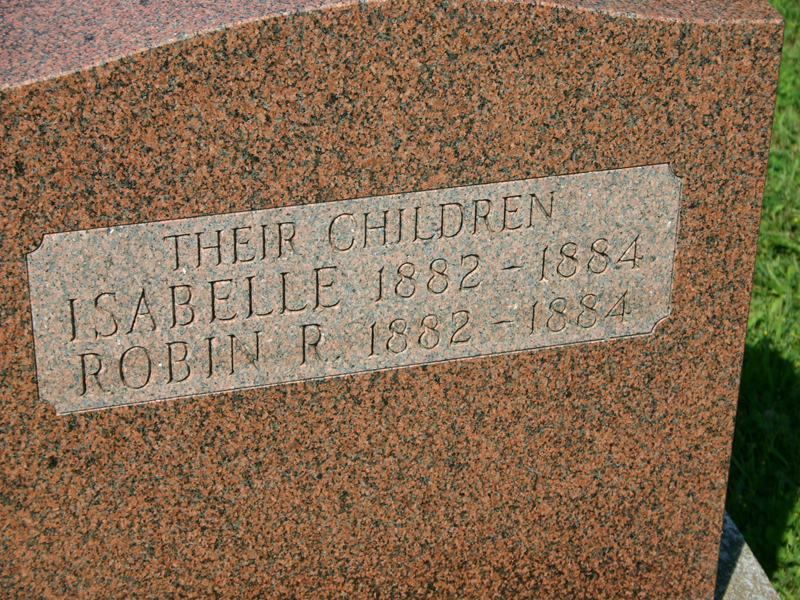 THEIR CHILDREN
ISABELLE 1882 - 1884
ROBIN R. 1882 - 1884